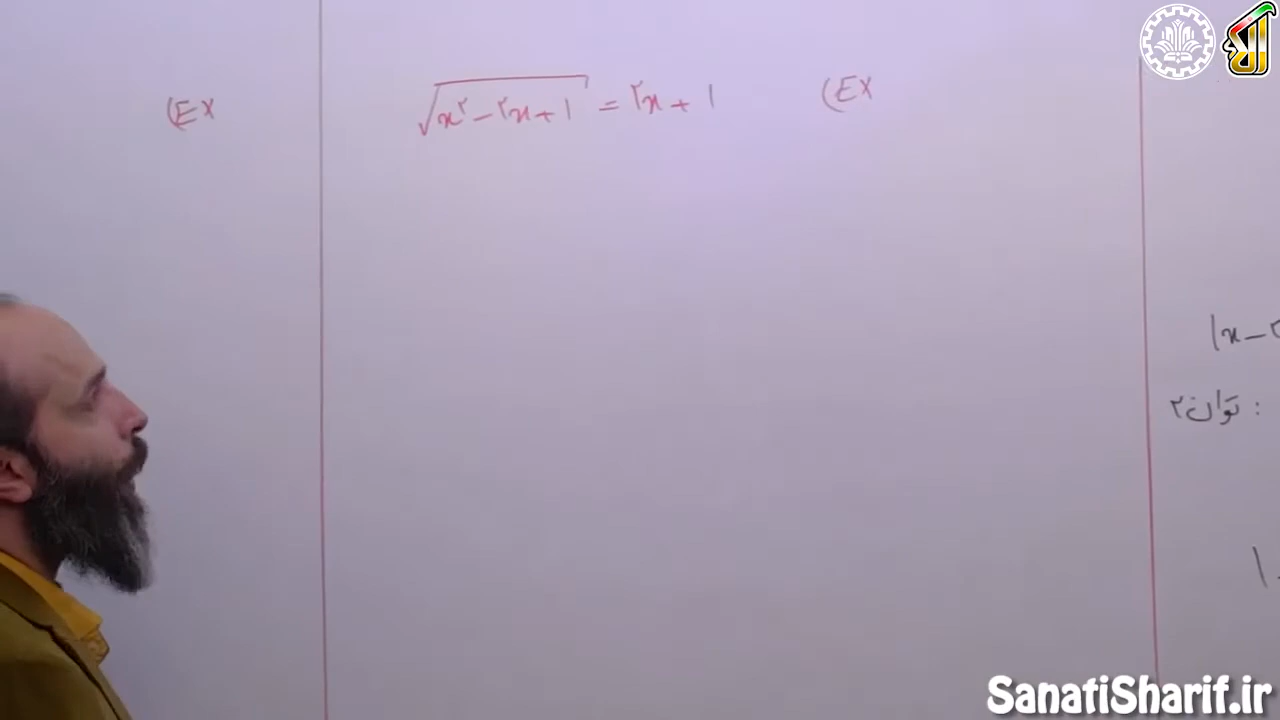 (Ex √x²-۲x+۱ = ۲x+۱
(Ex
|x-
توان ۲ :
SanatiSharif.ir